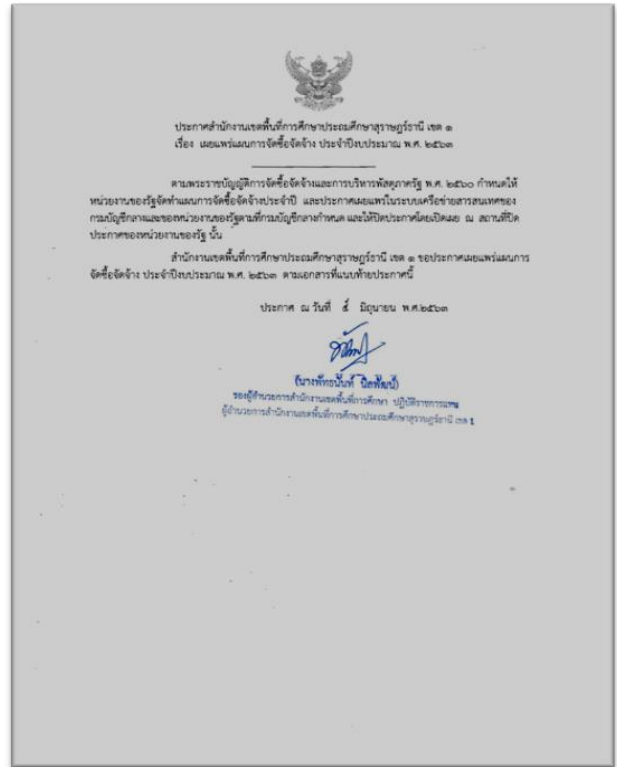 ประกาศสำนักงานเขตพื้นที่การศึกษาประถมศึกษาสุราษฎร์ธานี เขต ๑
เรื่อง เผยแพร่แผนการจัดซื้อจัดจ้าง ประจำปีงบประมาณ พ.ศ. ๒๕๖๓
ตามพระราชบัญญัติการจัดซื้อจัดจ้างและการบริหารพัสดุภาครัฐ พ.ศ. ๒๕๖๐ กำหนดให้
หน่วยงานของรัฐจัดทำแผนการจัดซื้อจัดจ้างประจำปี และประกาศเผยแพร่ในระบบเครือข่ายสารสนเทศของ
กรมบัญชีกลางและของหน่วยงานของรัฐตามที่กรมบัญชีกลางกำหนด และให้ปิดประกาศโดยเปิดเผย ณ สถานที่ปิด
ประกาศของหน่วยงานของรัฐ นั้น
สำนักงานเขตพื้นที่การศึกษาประถมศึกษาสุราษฎร์ธานี เขต ๑ ขอประกาศเผยแพร่แผนการ
จัดซื้อจัดจ้าง ประจำปีงบประมาณ พ.ศ. ๒๕๖๓ ตามเอกสารที่แนบท้ายประกาศนี้
ประกาศ ณ วันที่ ๕ มิถุนายน พ.ศ.๒๕๖๓
(นางพัทธนันท์ นิลพัฒน์)
รองผู้อำนวยการสำนักงานเขตพื้นที่การศึกษา ปฏิบัติราชการแทน
ผู้อำนวยการสำนักงานเขตพื้นที่การศึกษาประถมศึกษาสุราษฎร์ธานี เขต 1